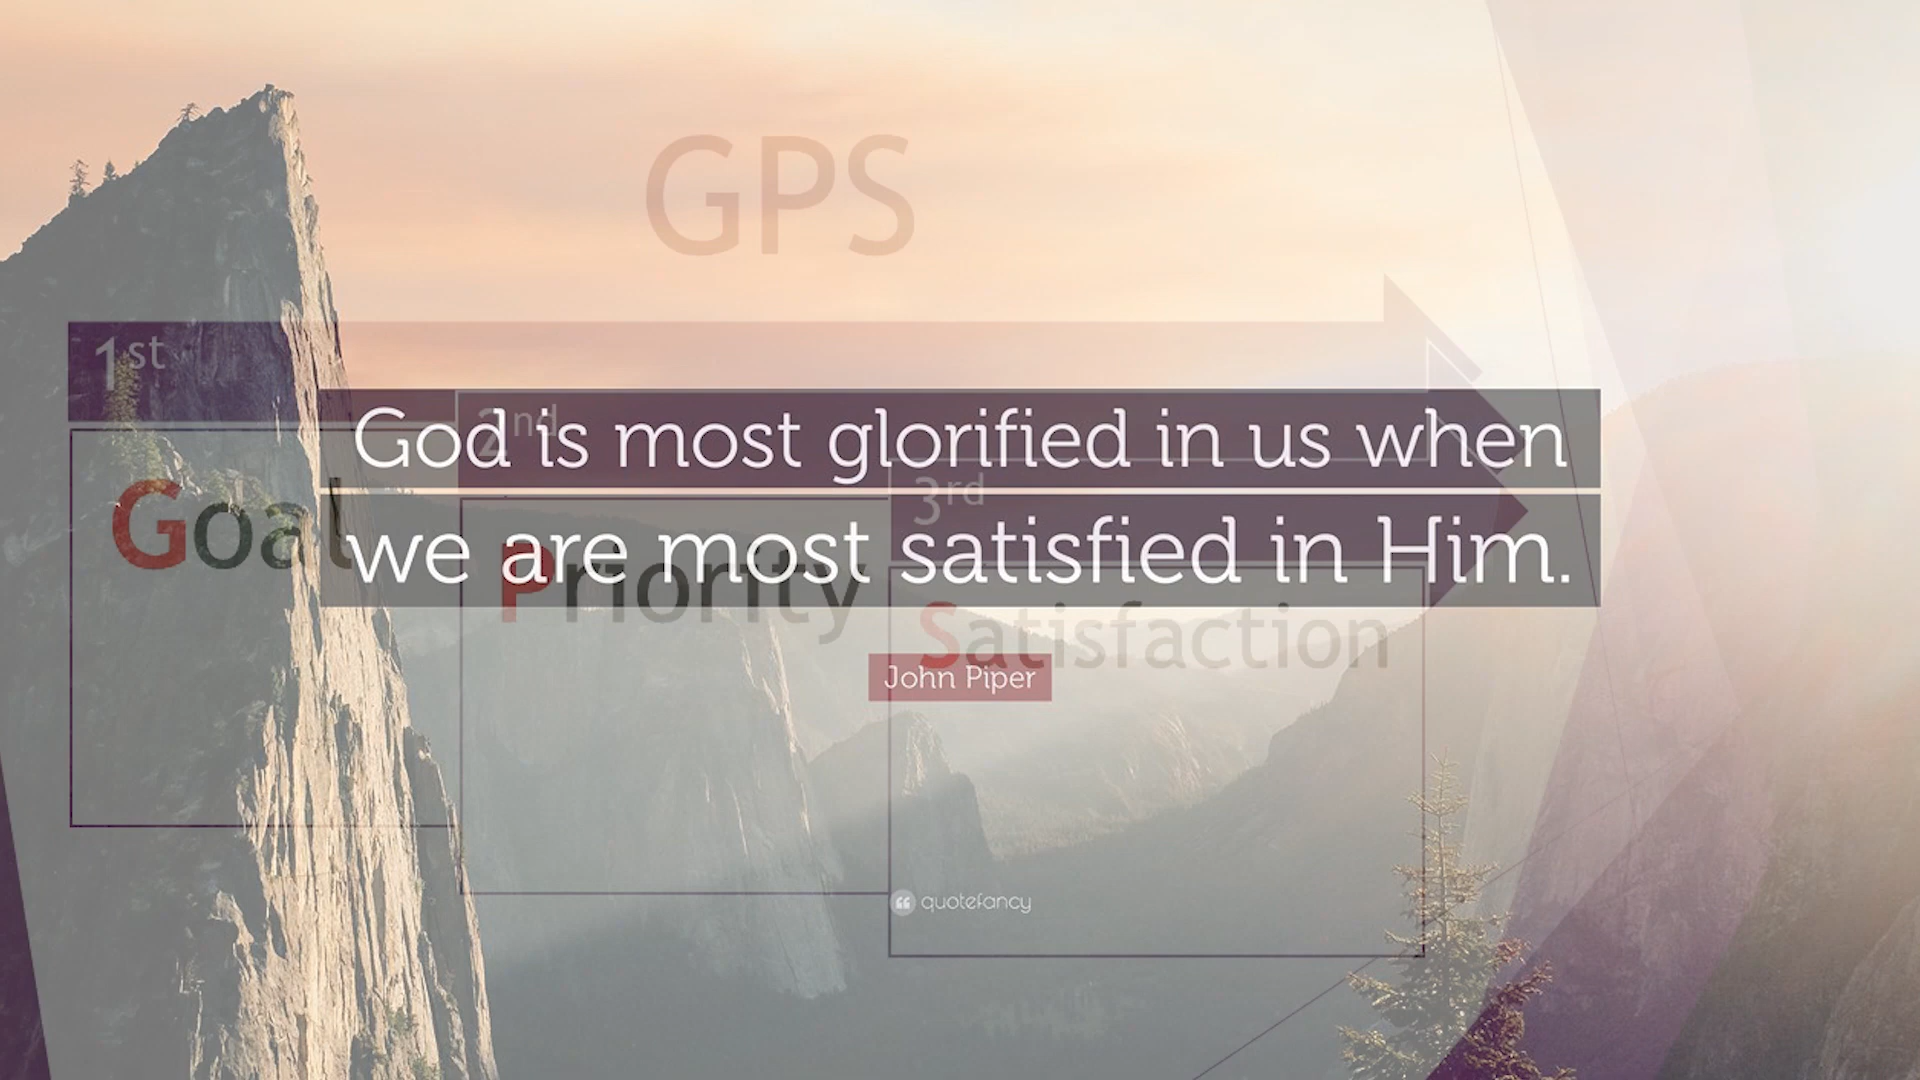 GPS
1st
2nd
God is most glorified in us when
3rd
Goal
we are most satisfied in Him.
Priority
Satisfaction
John Piper
quotefancy